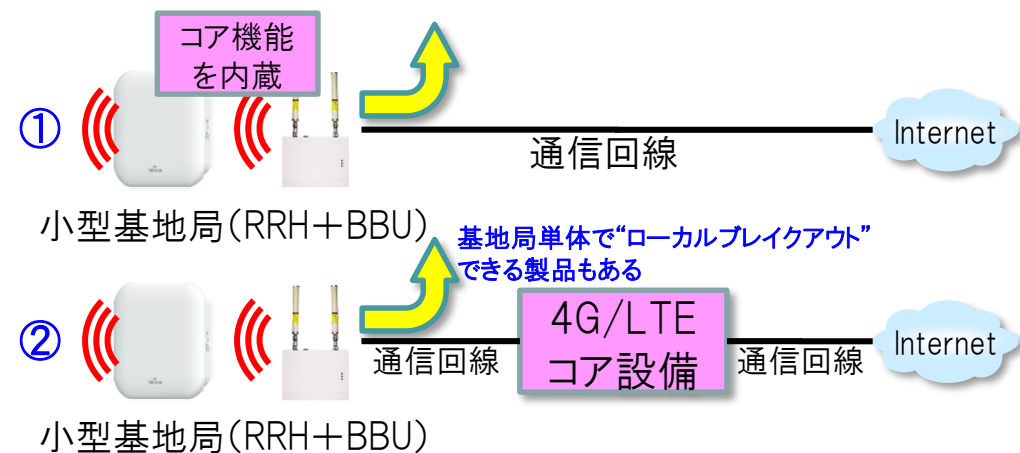 コア機能
を内蔵
①
通信回線
Internet
小型基地局(RRH+BBU)
基地局単体で“ローカルブレイクアウト”
できる製品もある
②
通信回線
4G/LTE
コア設備
通信回線
Internet
小型基地局(RRH+BBU)